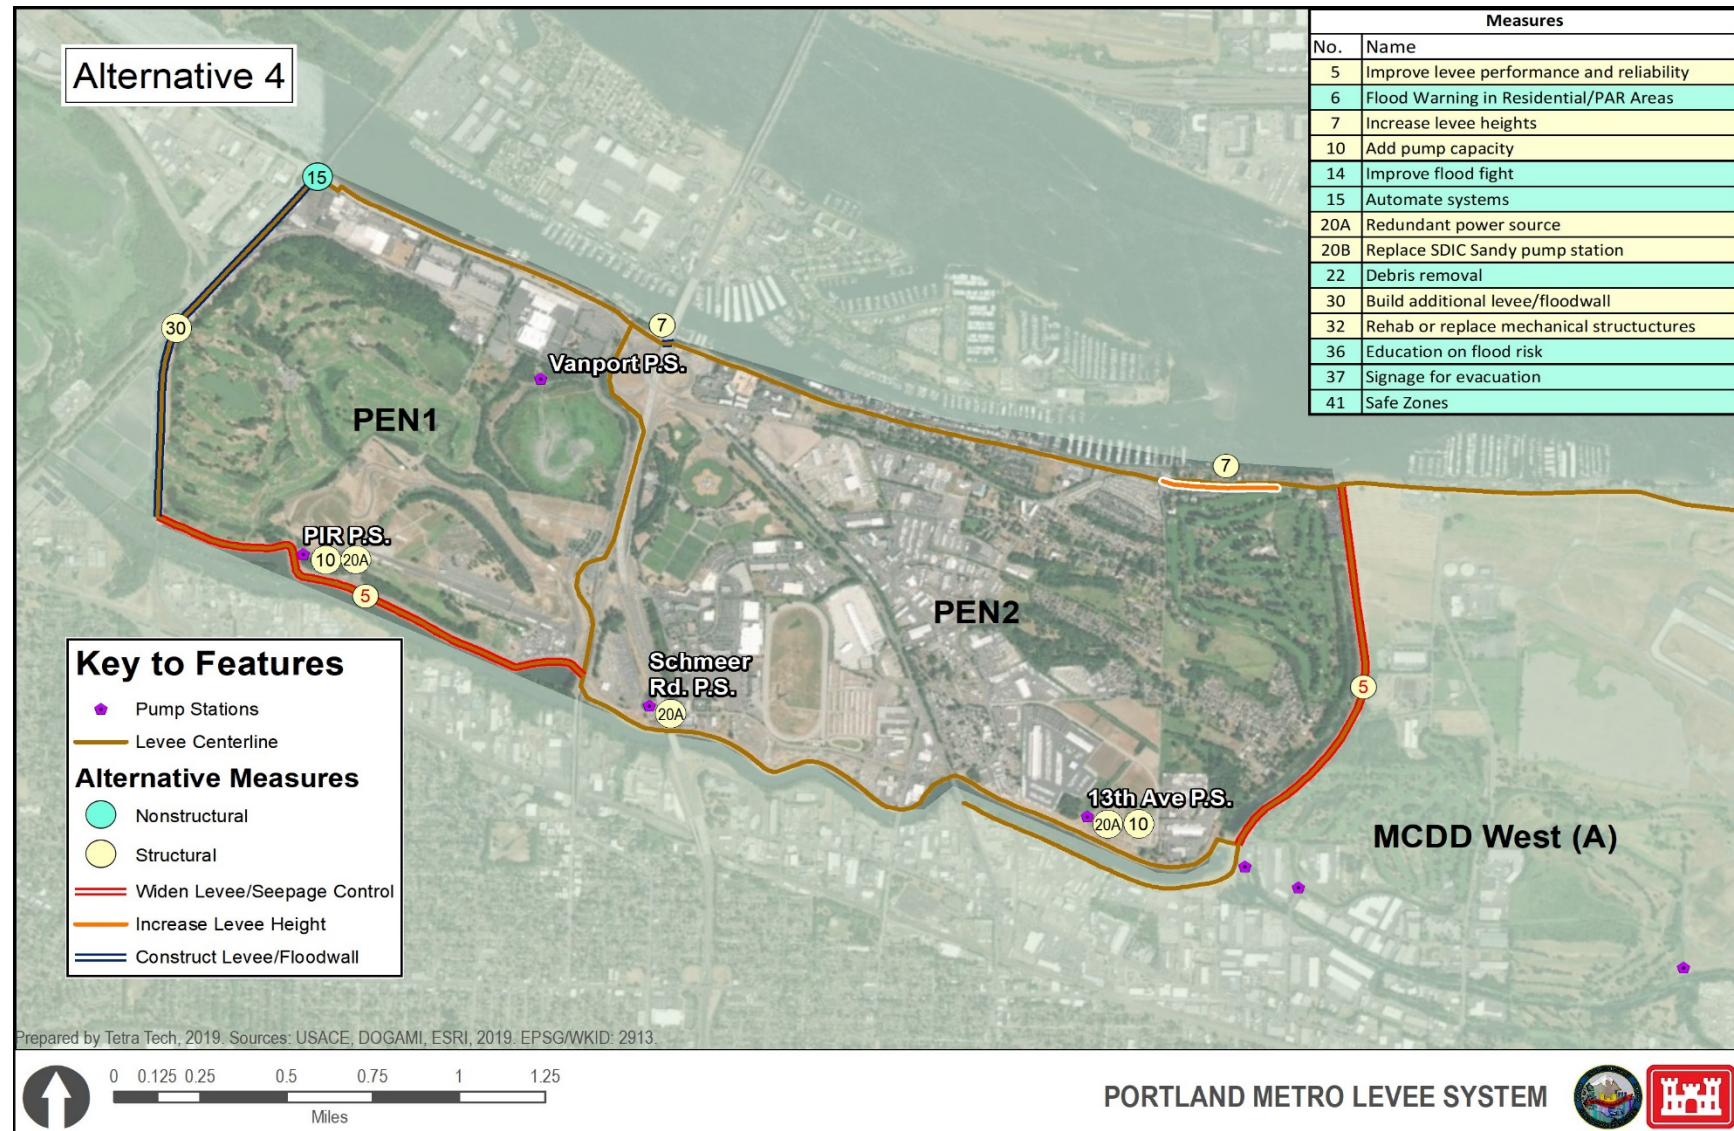 Alternative 4
Measures
No. Name
5 Improve levee performance and reliability
6 Flood Warning in Residential/PAR Areas
7 Increase levee heights
10 Add pump capacity
14 Improve flood fight
15 Automate systems
20A Redundant power source
20B Replace SDIC Sandy pump station
22 Debris removal
30 Build additional levee/floodwall
32 Rehab or replace mechanical structuctures
36 Education on flood risk
37 Signage for evacuation
41 Safe Zones
15
30
7
Vanport P.S.
PEN1
7
PIR P.S.
10 20A
5
PEN2
Schmeer
Rd. P.S.
20A
5
13th Ave P.S.
20A 10
MCDD West (A)
Key to Features
Pump Stations
Levee Centerline
Alternative Measures
Nonstructural
Structural
Widen Levee/Seepage Control
Increase Levee Height
Construct Levee/Floodwall
Prepared by Tetra Tech, 2019. Sources: USACE, DOGAMI, ESRI, 2019. EPSG/WKID: 2913.
0 0.125 0.25 0.5 0.75 1 1.25
Miles
PORTLAND METRO LEVEE SYSTEM